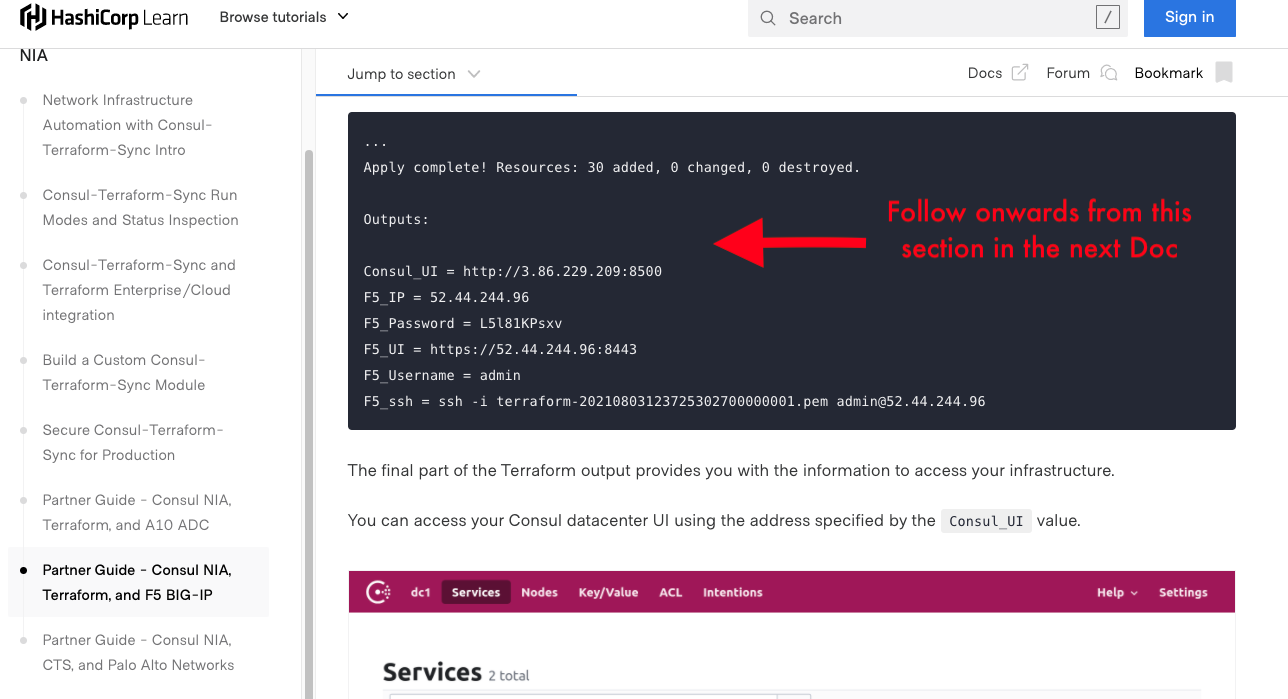 HashiCorp Learn
Browse tutorials
Search
/
Sign in
NIA
Network Infrastructure
Automation with Consul-
Terraform-Sync Intro
Consul-Terraform-Sync Run
Modes and Status Inspection
Consul-Terraform-Sync and
Terraform Enterprise/Cloud
integration
Build a Custom Consul-
Terraform-Sync Module
Secure Consul-Terraform-
Sync for Production
Partner Guide - Consul NIA,
Terraform, and A10 ADC
Partner Guide - Consul NIA,
Terraform, and F5 BIG-IP
Partner Guide - Consul NIA,
CTS, and Palo Alto Networks
Jump to section
Docs
Forum
Bookmark
...
Apply complete! Resources: 30 added, 0 changed, 0 destroyed.
Outputs:
Consul_UI = http://3.86.229.209:8500
F5_IP = 52.44.244.96
F5_Password = L5l81KPsxv
F5_UI = https://52.44.244.96:8443
F5_Username = admin
F5_ssh = ssh -i terraform-20210803123725302700000001.pem admin@52.44.244.96
Follow onwards from this
section in the next Doc
The final part of the Terraform output provides you with the information to access your infrastructure.
You can access your Consul datacenter UI using the address specified by the Consul_UI value.
dc1 Services Nodes Key/Value ACL Intentions Help Settings
Services 2 total